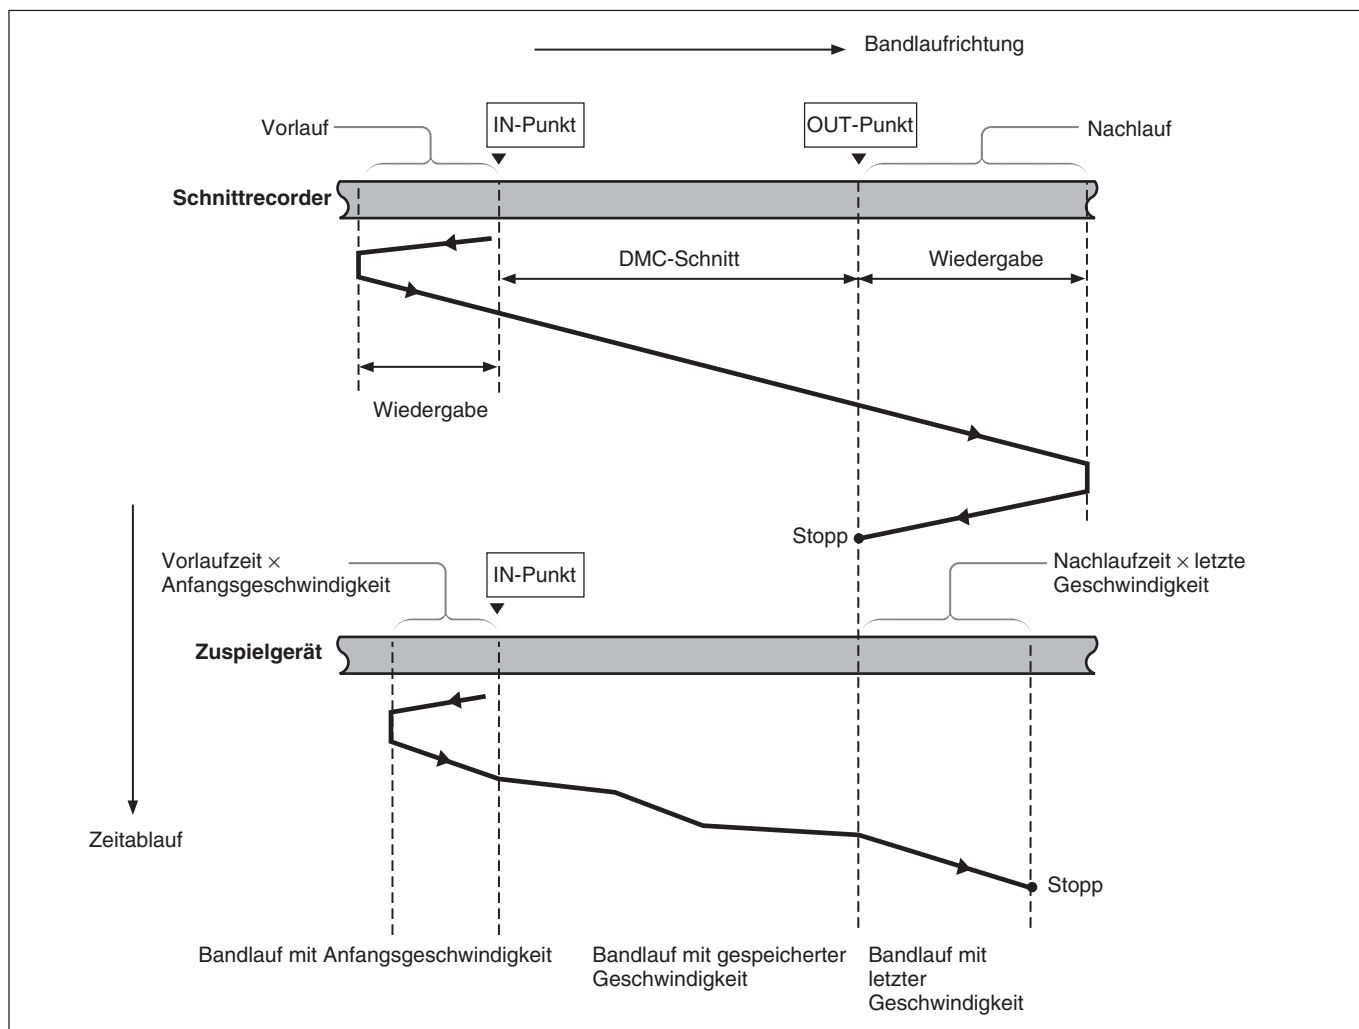 Bandlaufrichtung
Vorlauf
IN-Punkt
OUT-Punkt
Nachlauf
Schnittrecorder
DMC-Schnitt
Wiedergabe
Wiedergabe
Stopp
Vorlaufzeit ×
Anfangsgeschwindigkeit
IN-Punkt
Nachlaufzeit × letzte
Geschwindigkeit
Zuspielgerät
Zeitablauf
Stopp
Bandlauf mit Anfangsgeschwindigkeit
Bandlauf mit gespeicherter
Geschwindigkeit
Bandlauf mit
letzter
Geschwindigkeit